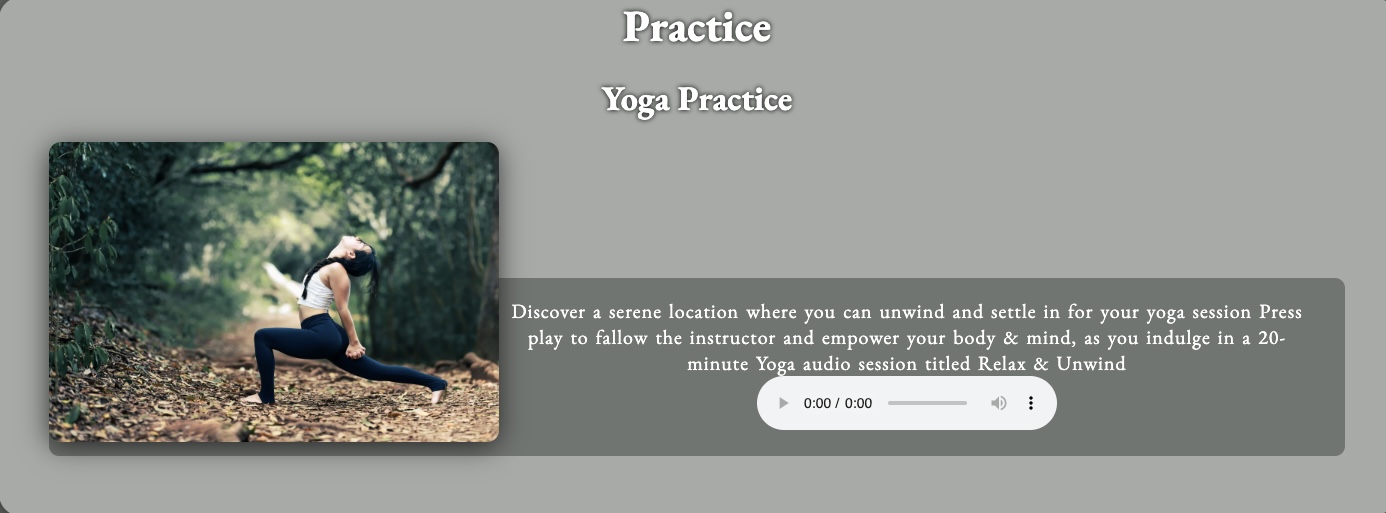 Practice
Yoga Practice
Discover a serene location where you can unwind and settle in for your yoga session Press
play to fallow the instructor and empower your body & mind, as you indulge in a 20-
minute Yoga audio session titled Relax & Unwind
0:00 / 0:00